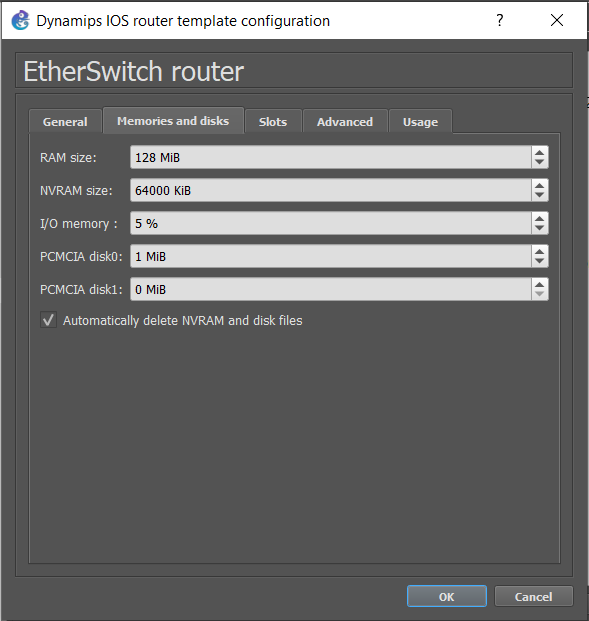 Dynamips IOS router template configuration
?
EtherSwitch router
General Memories and disks Slots Advanced Usage
RAM size: 128 MiB
NVRAM size: 64000 KiB
I/O memory : 5 %
PCMCIA disk0: 1 MiB
PCMCIA disk1: 0 MiB
Automatically delete NVRAM and disk files
OK Cancel